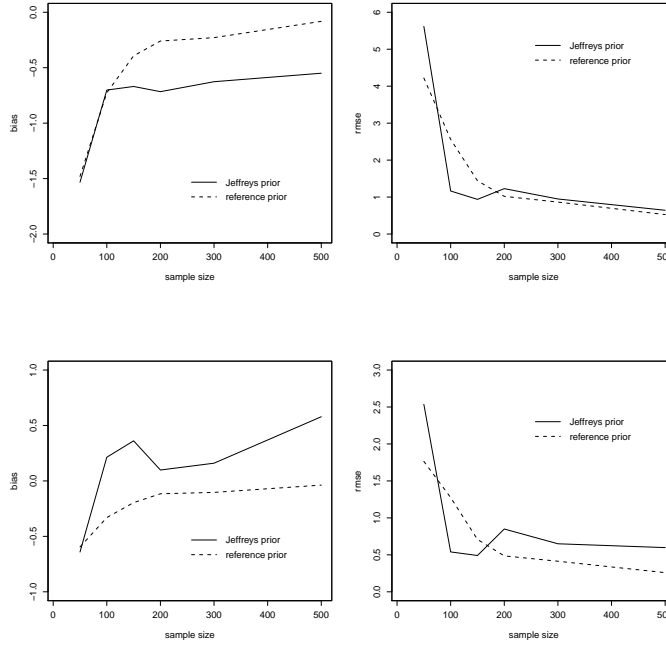 0.0
−0.5
−1.0
−1.5
−2.0
bias
Jeffreys prior
reference prior
0 100 200 300 400 500
sample size
6
5
4
3
2
1
0
rmse
Jeffreys prior
reference prior
0 100 200 300 400 500
sample size
1.0
0.5
0.0
−0.5
−1.0
bias
Jeffreys prior
reference prior
0 100 200 300 400 500
sample size
3.0
2.5
2.0
1.5
1.0
0.5
0.0
rmse
Jeffreys prior
reference prior
0 100 200 300 400 500
sample size